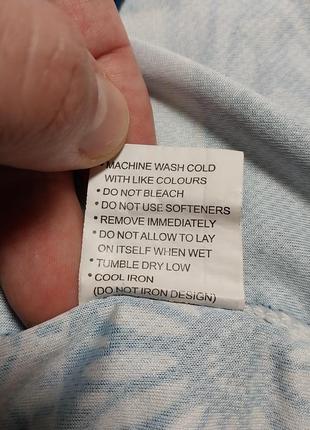 • MACHINE WASH COLD
WITH LIKE COLOURS
• DO NOT BLEACH
• DO NOT USE SOFTENERS
• REMOVE IMMEDIATELY
• DO NOT ALLOW TO LAY
ON ITSELF WHEN WET
• TUMBLE DRY LOW
• COOL IRON
(DO NOT IRON DESIGN)